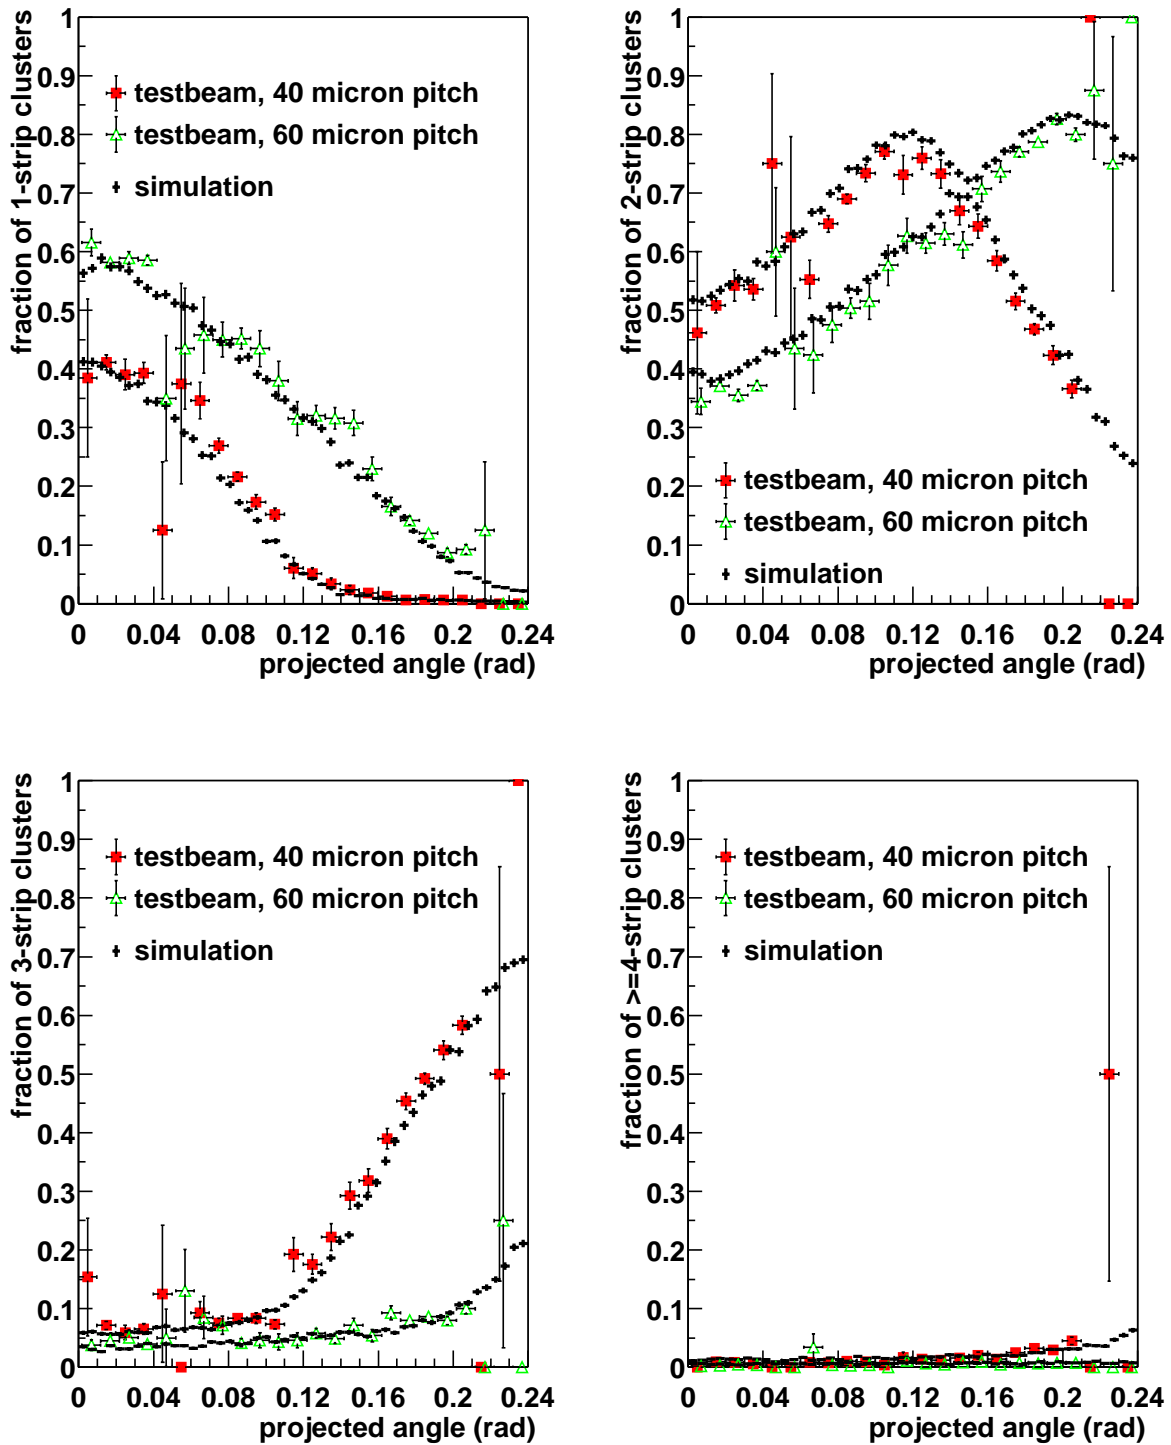 fraction of 1-strip clusters
1
0.9
0.8
0.7
0.6
0.5
0.4
0.3
0.2
0.1
0
testbeam, 40 micron pitch
testbeam, 60 micron pitch
simulation
0 0.04 0.08 0.12 0.16 0.2 0.24
projected angle (rad)
fraction of 2-strip clusters
1
0.9
0.8
0.7
0.6
0.5
0.4
0.3
0.2
0.1
0
testbeam, 40 micron pitch
testbeam, 60 micron pitch
simulation
0 0.04 0.08 0.12 0.16 0.2 0.24
projected angle (rad)
fraction of 3-strip clusters
1
0.9
0.8
0.7
0.6
0.5
0.4
0.3
0.2
0.1
0
testbeam, 40 micron pitch
testbeam, 60 micron pitch
simulation
0 0.04 0.08 0.12 0.16 0.2 0.24
projected angle (rad)
fraction of >=4-strip clusters
1
0.9
0.8
0.7
0.6
0.5
0.4
0.3
0.2
0.1
0
testbeam, 40 micron pitch
testbeam, 60 micron pitch
simulation
0 0.04 0.08 0.12 0.16 0.2 0.24
projected angle (rad)